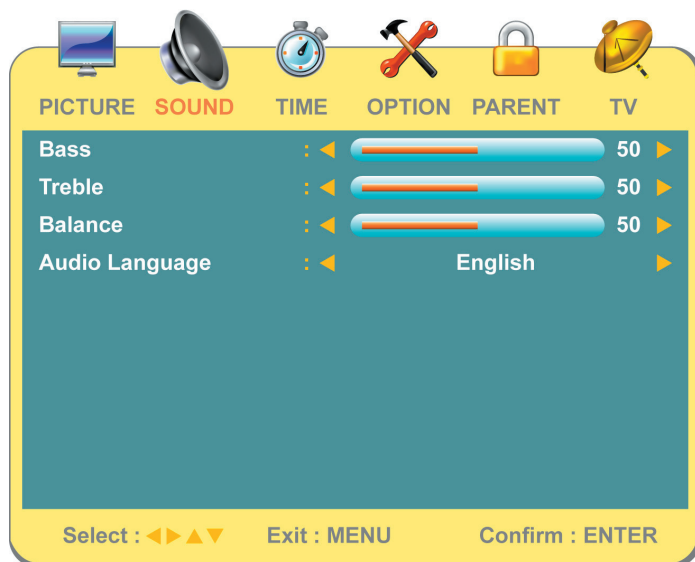 PICTURE SOUND TIME OPTION PARENT TV
Bass : 50
Treble : 50
Balance : 50
Audio Language : English
Select : Exit : MENU Confirm : ENTER